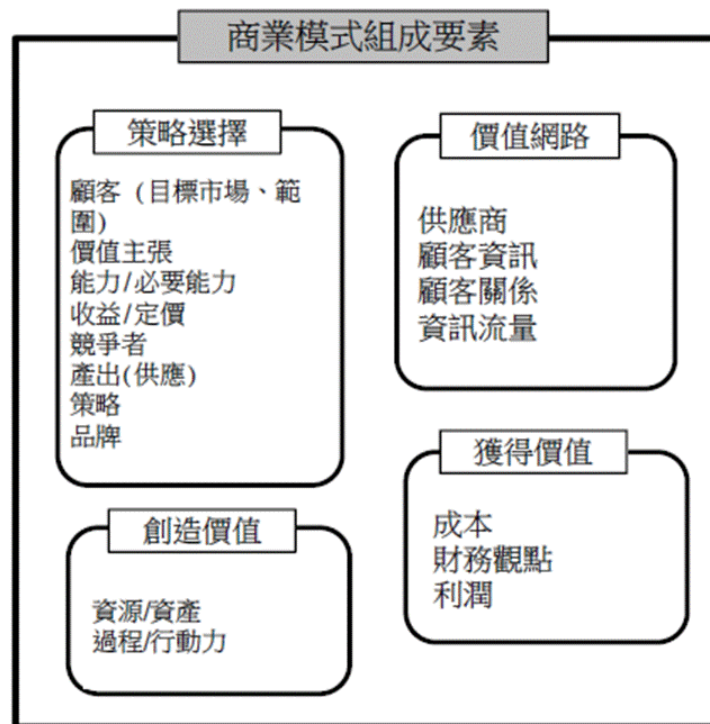 商業模式組成要素
策略選擇
顧客 (目標市場、範
圍)
價值主張
能力/必要能力
收益/定價
競爭者
產出(供應)
策略
品牌
價值網路
供應商
顧客資訊
顧客關係
資訊流量
創造價值
資源/資產
過程/行動力
獲得價值
成本
財務觀點
利潤